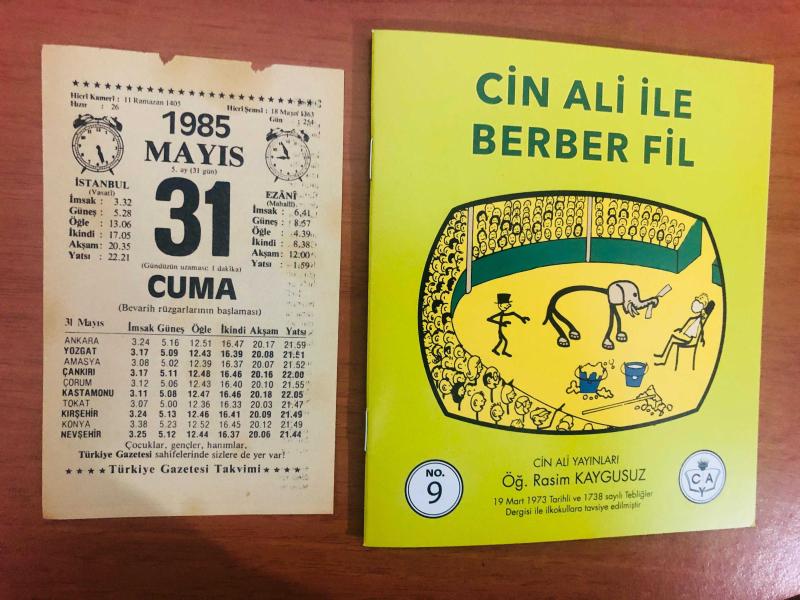 Hicrî Kamerî : 11 Ramazan 1405
Hızır : 26
Hicrî Şemsî : 18 Mayıs 1363
Gün : 254
1985
MAYIS
5. ay (31 gün)
31
İSTANBUL
(Vasatî)
İmsak : 3.32
Güneş : 5.28
Öğle : 13.06
İkindi : 17.05
Akşam : 20.35
Yatsı : 22.21
EZANÎ
(Mahallî)
İmsak : 6.41
Güneş : 8.57
Öğle : 4.39
İkindi : 8.38
Akşam : 12.00
Yatsı : 1.59
(Gündüzün uzaması: 1 dakika)
CUMA
(Bevarih rüzgarlarının başlaması)
31 Mayıs İmsak Güneş Öğle İkindi Akşam Yatsı
ANKARA 3.24 5.16 12.51 16.47 20.17 21.59
YOZGAT 3.17 5.09 12.43 16.39 20.08 21.51
AMASYA 3.08 5.02 12.39 16.37 20.07 21.52
ÇANKIRI 3.17 5.11 12.48 16.46 20.16 22.00
ÇORUM 3.12 5.06 12.43 16.40 20.10 21.55
KASTAMONU 3.11 5.08 12.47 16.46 20.18 22.05
TOKAT 3.07 5.00 12.36 16.33 20.03 21.47
KIRŞEHİR 3.24 5.13 12.46 16.41 20.09 21.49
KONYA 3.38 5.23 12.52 16.45 20.12 21.49
NEVŞEHİR 3.25 5.12 12.44 16.37 20.06 21.44
Çocuklar, gençler, hanımlar,
Türkiye Gazetesi sahifelerinde sizlere de yer var!
★ ★ ★ ★ Türkiye Gazetesi Takvimi ★ ★ ★ ★
CİN ALİ İLE
BERBER FİL
NO.
9
CİN ALİ YAYINLARI
Öğ. Rasim KAYGUSUZ
19 Mart 1973 Tarihli ve 1738 sayılı Tebliğler
Dergisi ile ilkokullara tavsiye edilmiştir
C A
Y